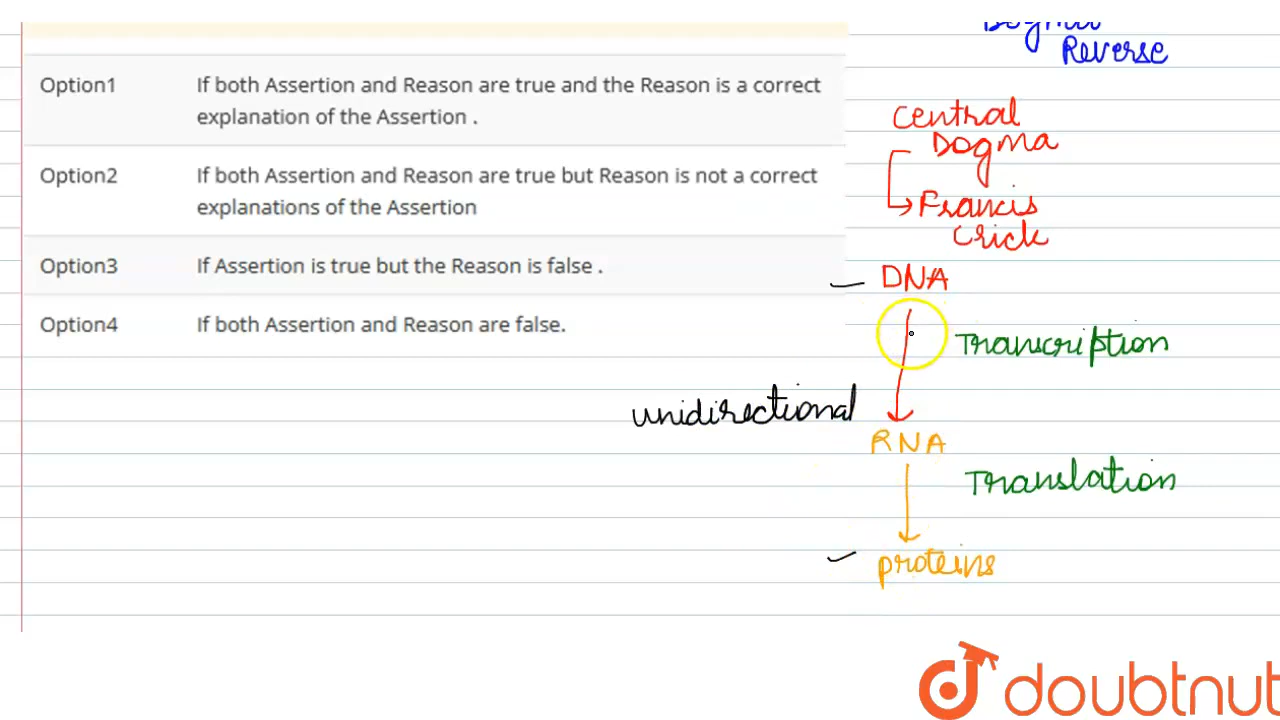 Dogma
Reverse
Option1 If both Assertion and Reason are true and the Reason is a correct
explanation of the Assertion .
Option2 If both Assertion and Reason are true but Reason is not a correct
explanations of the Assertion
Option3 If Assertion is true but the Reason is false .
Option4 If both Assertion and Reason are false.
Central
Dogma
Francis
Crick
DNA
Transcription
unidirectional
RNA
Translation
proteins
doubtnut